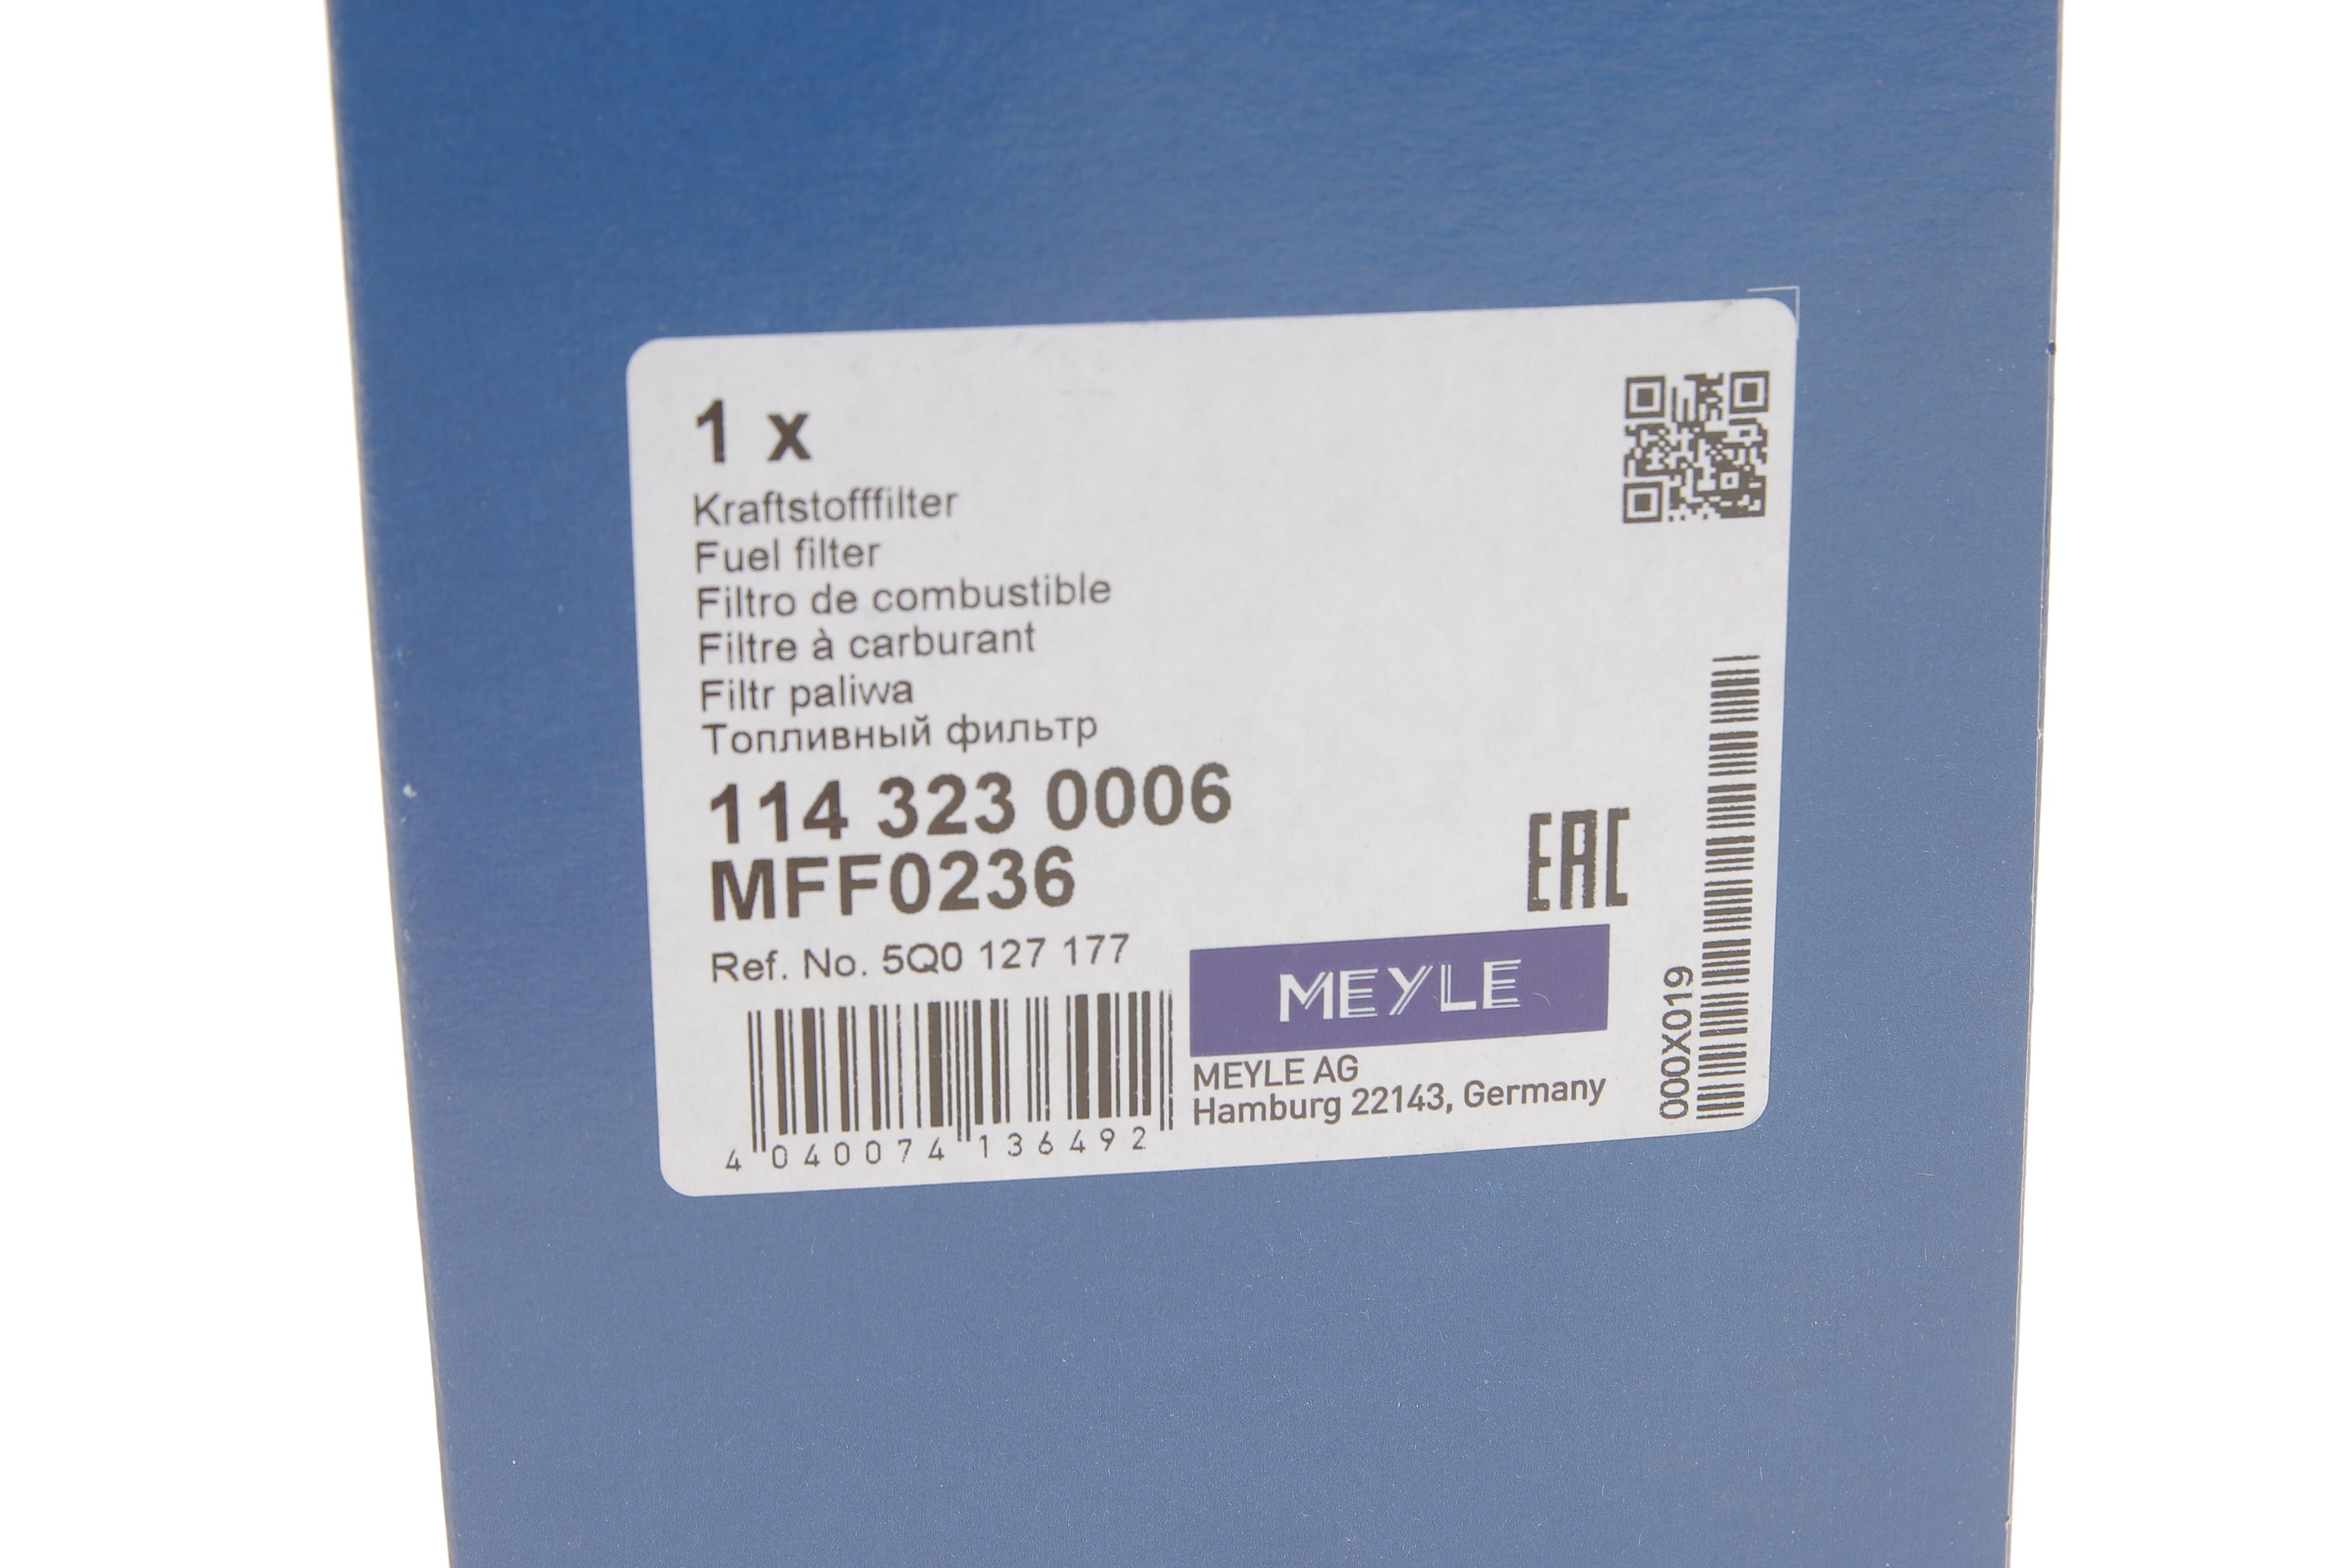 1 x
Kraftstofffilter
Fuel filter
Filtro de combustible
Filtre à carburant
Filtr paliwa
Топливный фильтр
114 323 0006
MFF0236
Ref. No. 5Q0 127 177
4 040074 136492
EAC
MEYLE
MEYLE AG
Hamburg 22143, Germany
000X019